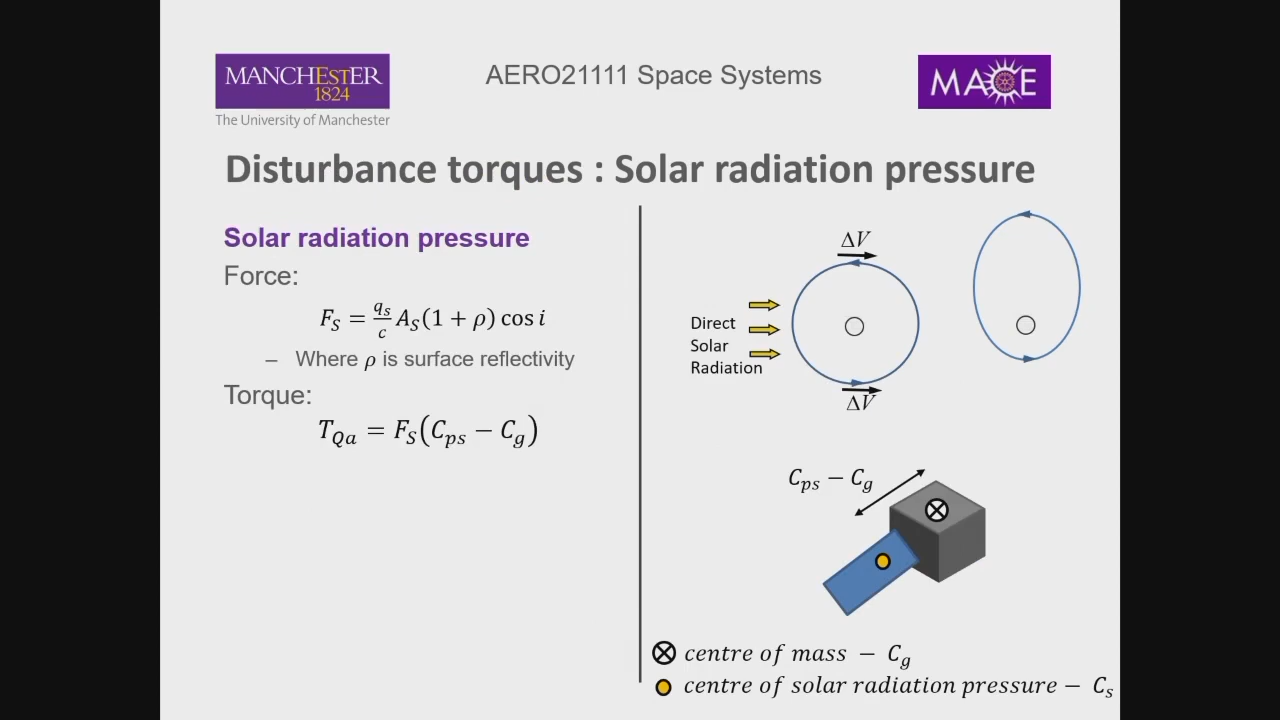 MANCHESTER
1824
The University of Manchester
AERO21111 Space Systems
MACE
Disturbance torques : Solar radiation pressure
Solar radiation pressure
Force:
F_S = q_s/c A_S(1 + ρ) cos i
– Where ρ is surface reflectivity
Torque:
T_Qa = F_S(C_ps − C_g)
ΔV
Direct
Solar
Radiation
ΔV
C_ps − C_g
centre of mass − C_g
centre of solar radiation pressure − C_s